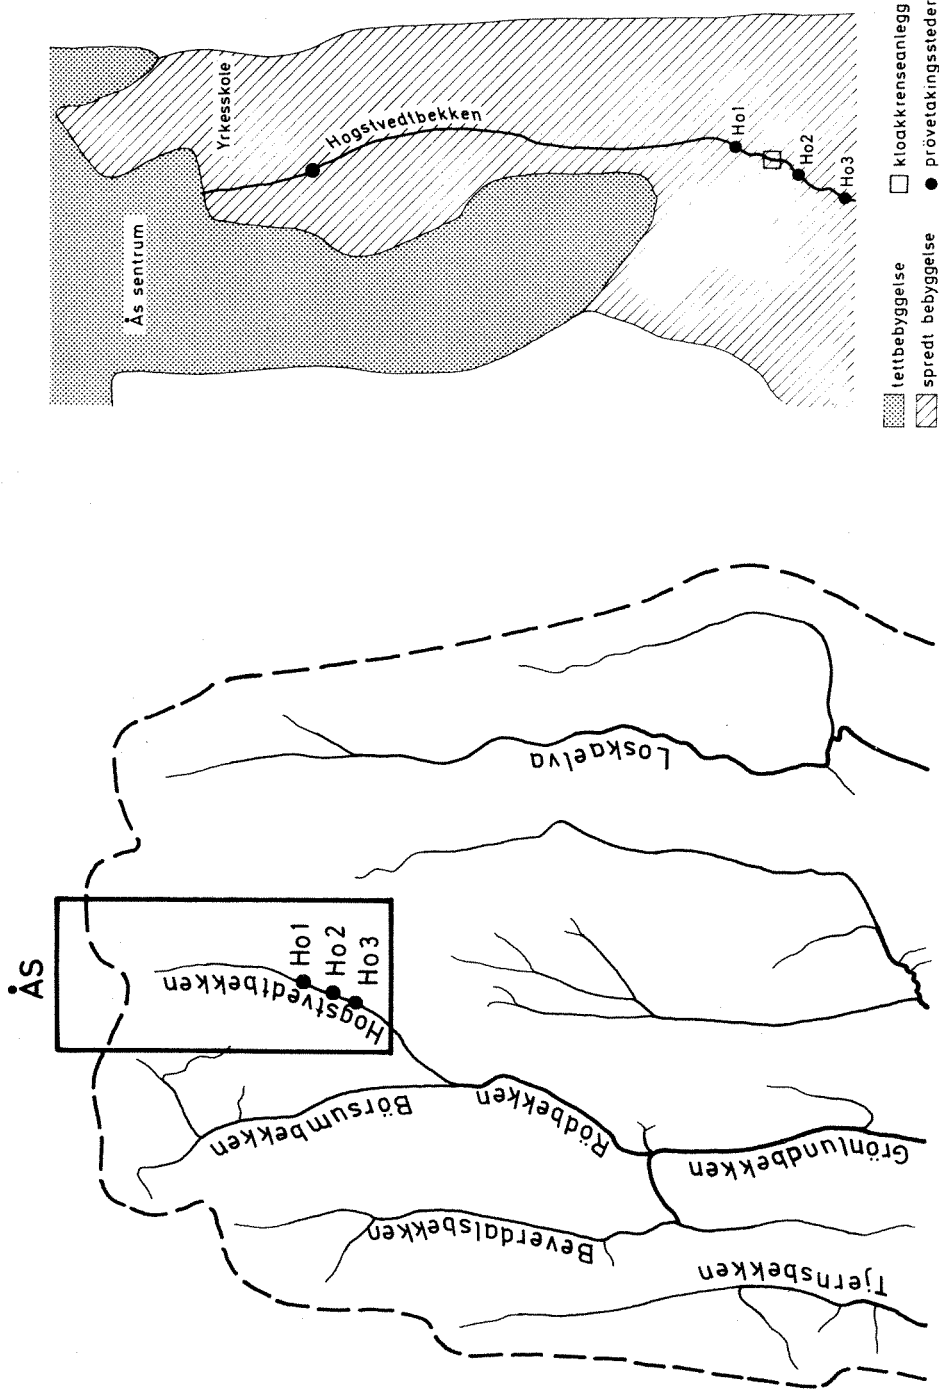 Ås sentrum
Yrkesskole
Hogstvedtbekken
Ho1
Ho2
Ho3
tettbebyggelse
spredt bebyggelse
kloakkrenseanlegg
prövetakingssteder
ÅS
Hogstvedtbekken
Ho1
Ho2
Ho3
Loskaelva
Börsumbekken
Rödbekken
Grönlundbekken
Beverdalsbekken
Tjernsbekken